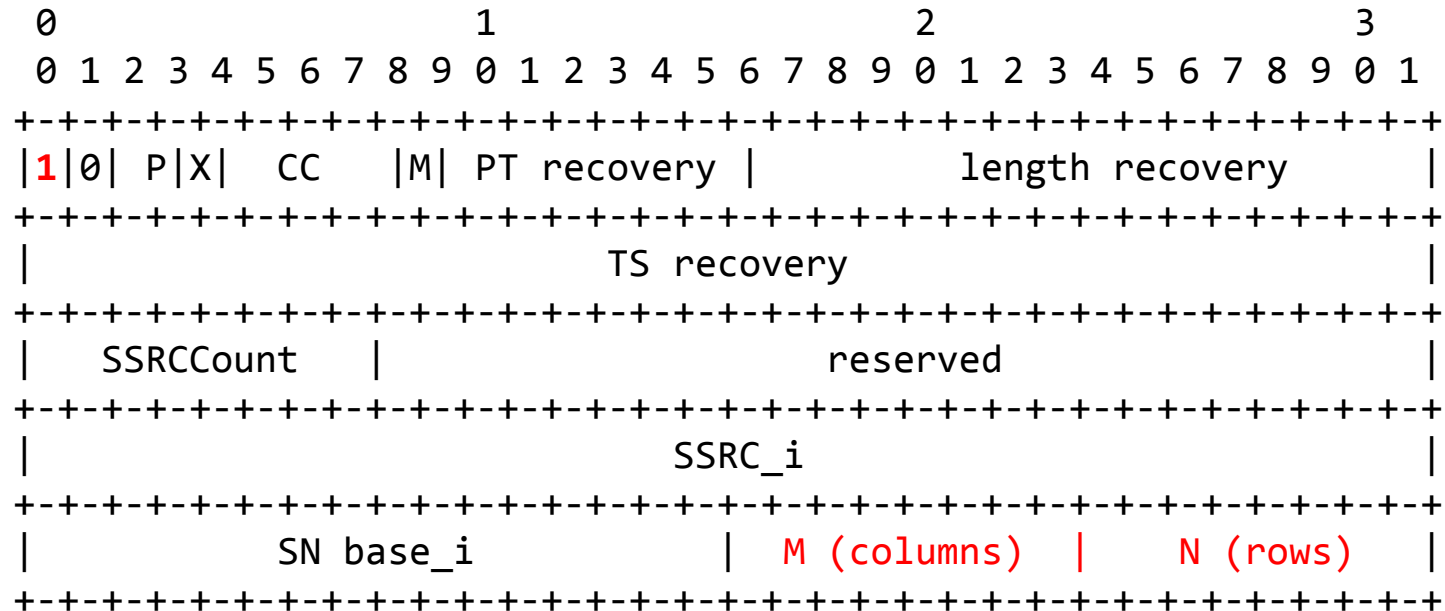 0                   1                   2                   3
 0 1 2 3 4 5 6 7 8 9 0 1 2 3 4 5 6 7 8 9 0 1 2 3 4 5 6 7 8 9 0 1
+-+-+-+-+-+-+-+-+-+-+-+-+-+-+-+-+-+-+-+-+-+-+-+-+-+-+-+-+-+-+-+-+
|1|0| P|X|  CC   |M| PT recovery |         length recovery      |
+-+-+-+-+-+-+-+-+-+-+-+-+-+-+-+-+-+-+-+-+-+-+-+-+-+-+-+-+-+-+-+-+
|                          TS recovery                          |
+-+-+-+-+-+-+-+-+-+-+-+-+-+-+-+-+-+-+-+-+-+-+-+-+-+-+-+-+-+-+-+-+
|   SSRCCount   |                    reserved                   |
+-+-+-+-+-+-+-+-+-+-+-+-+-+-+-+-+-+-+-+-+-+-+-+-+-+-+-+-+-+-+-+-+
|                             SSRC_i                            |
+-+-+-+-+-+-+-+-+-+-+-+-+-+-+-+-+-+-+-+-+-+-+-+-+-+-+-+-+-+-+-+-+
|           SN base_i           |  M (columns)  |    N (rows)   |
+-+-+-+-+-+-+-+-+-+-+-+-+-+-+-+-+-+-+-+-+-+-+-+-+-+-+-+-+-+-+-+-+